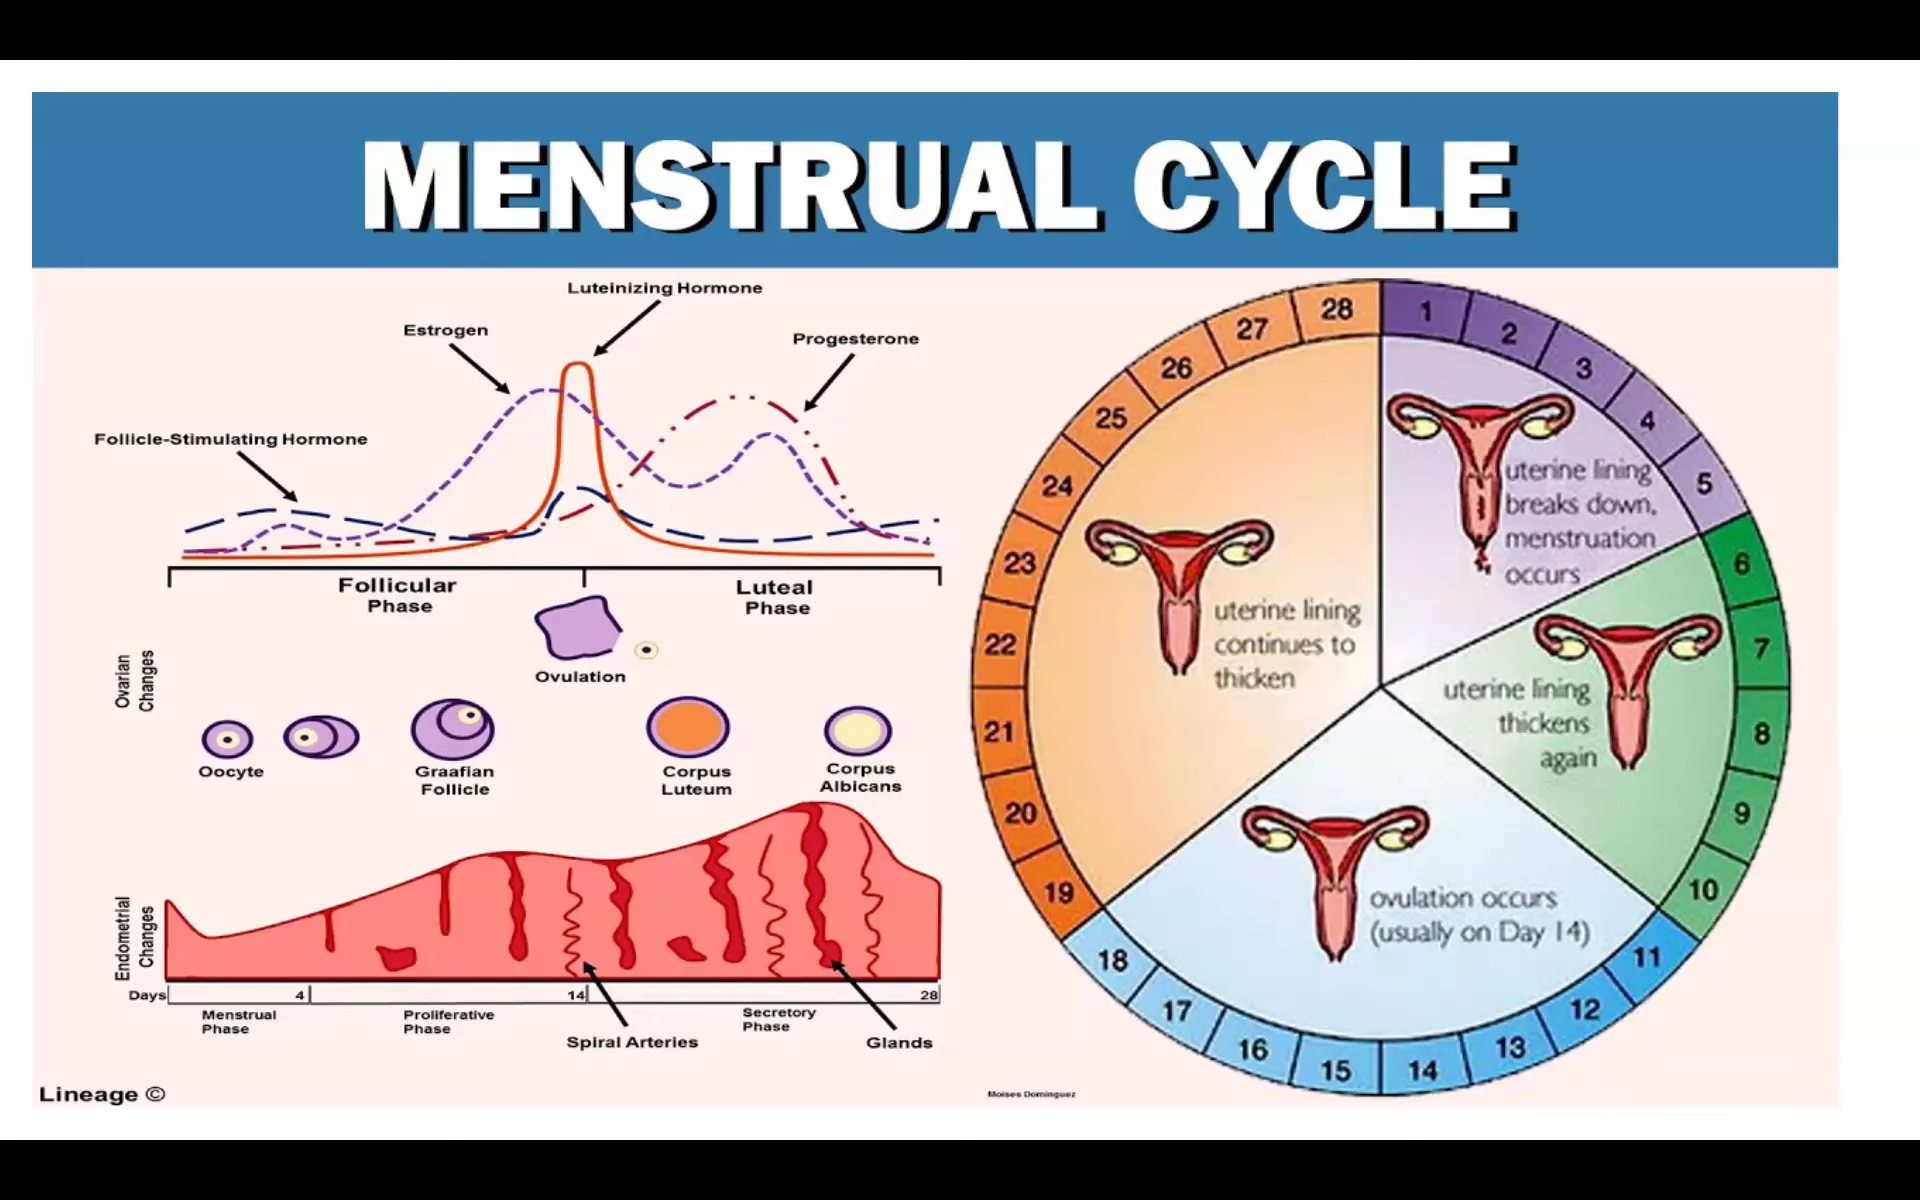 MENSTRUAL CYCLE
Luteinizing Hormone
Estrogen
Progesterone
Follicle-Stimulating Hormone
Follicular
Phase
Luteal
Phase
Ovarian
Changes
Ovulation
Oocyte
Graafian
Follicle
Corpus
Luteum
Corpus
Albicans
Endometrial
Changes
Days
4
14
28
Menstrual
Phase
Proliferative
Phase
Secretory
Phase
Spiral Arteries
Glands
Lineage ©
Moises Dominguez
1
2
3
4
5
6
7
8
9
10
11
12
13
14
15
16
17
18
19
20
21
22
23
24
25
26
27
28
uterine lining
breaks down,
menstruation
occurs
uterine lining
thickens
again
ovulation occurs
(usually on Day 14)
uterine lining
continues to
thicken